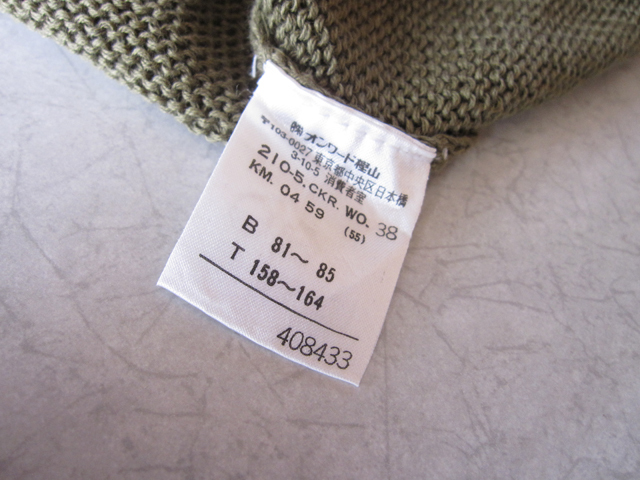 ㈱オンワード樫山
〒103-0027 東京都中央区日本橋
3-10-5 消費者室
210-5.CKR. WO. 38
KM. 04 59 (55)
B 81～ 85
T 158～164
408433